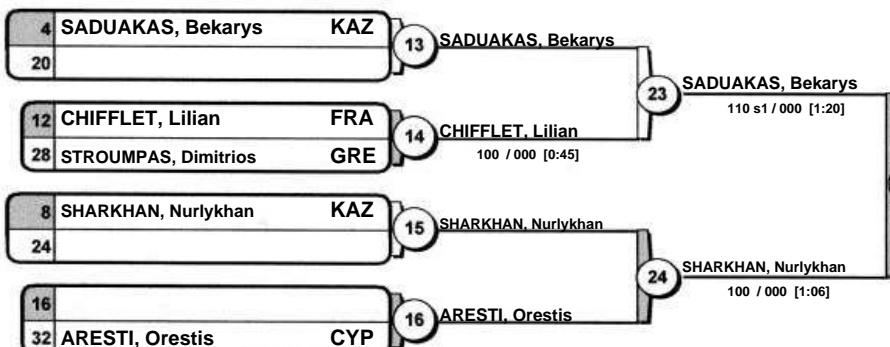 4 SADUAKAS, Bekarys KAZ
20
13 SADUAKAS, Bekarys
12 CHIFFLET, Lilian FRA
28 STROUMPAS, Dimitrios GRE
14 CHIFFLET, Lilian
100 / 000 [0:45]
23 SADUAKAS, Bekarys
110 s1 / 000 [1:20]
8 SHARKHAN, Nurlykhan KAZ
24
15 SHARKHAN, Nurlykhan
16
32 ARESTI, Orestis CYP
16 ARESTI, Orestis
24 SHARKHAN, Nurlykhan
100 / 000 [1:06]